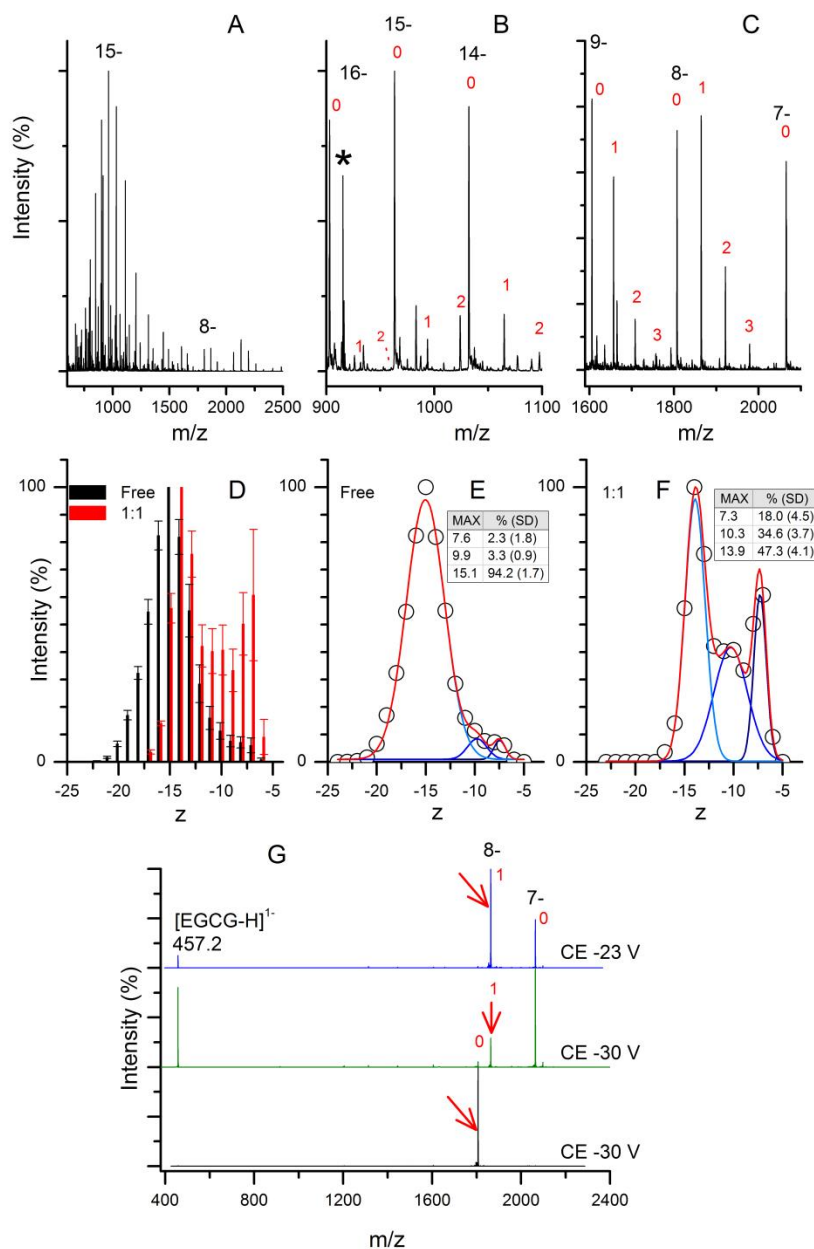 A
15-
8-
Intensity (%)
1000 1500 2000 2500
m/z
B
15-
0
16-
0
14-
0
*
1
2
1
2
1
2
900 1000 1100
m/z
C
9-
0
1
2
3
8-
0
1
2
3
7-
0
1600 1800 2000
m/z
D
Free
1:1
100
0
Intensity (%)
-25 -20 -15 -10 -5
z
E
Free
100
0
MAX % (SD)
7.6 2.3 (1.8)
9.9 3.3 (0.9)
15.1 94.2 (1.7)
-25 -20 -15 -10 -5
z
F
1:1
100
0
MAX % (SD)
7.3 18.0 (4.5)
10.3 34.6 (3.7)
13.9 47.3 (4.1)
-25 -20 -15 -10 -5
z
G
8-
1
7-
0
[EGCG-H]1-
457.2
CE -23 V
1
0
CE -30 V
CE -30 V
Intensity (%)
Intensity (%)
400 800 1200 1600 2000 2400
m/z